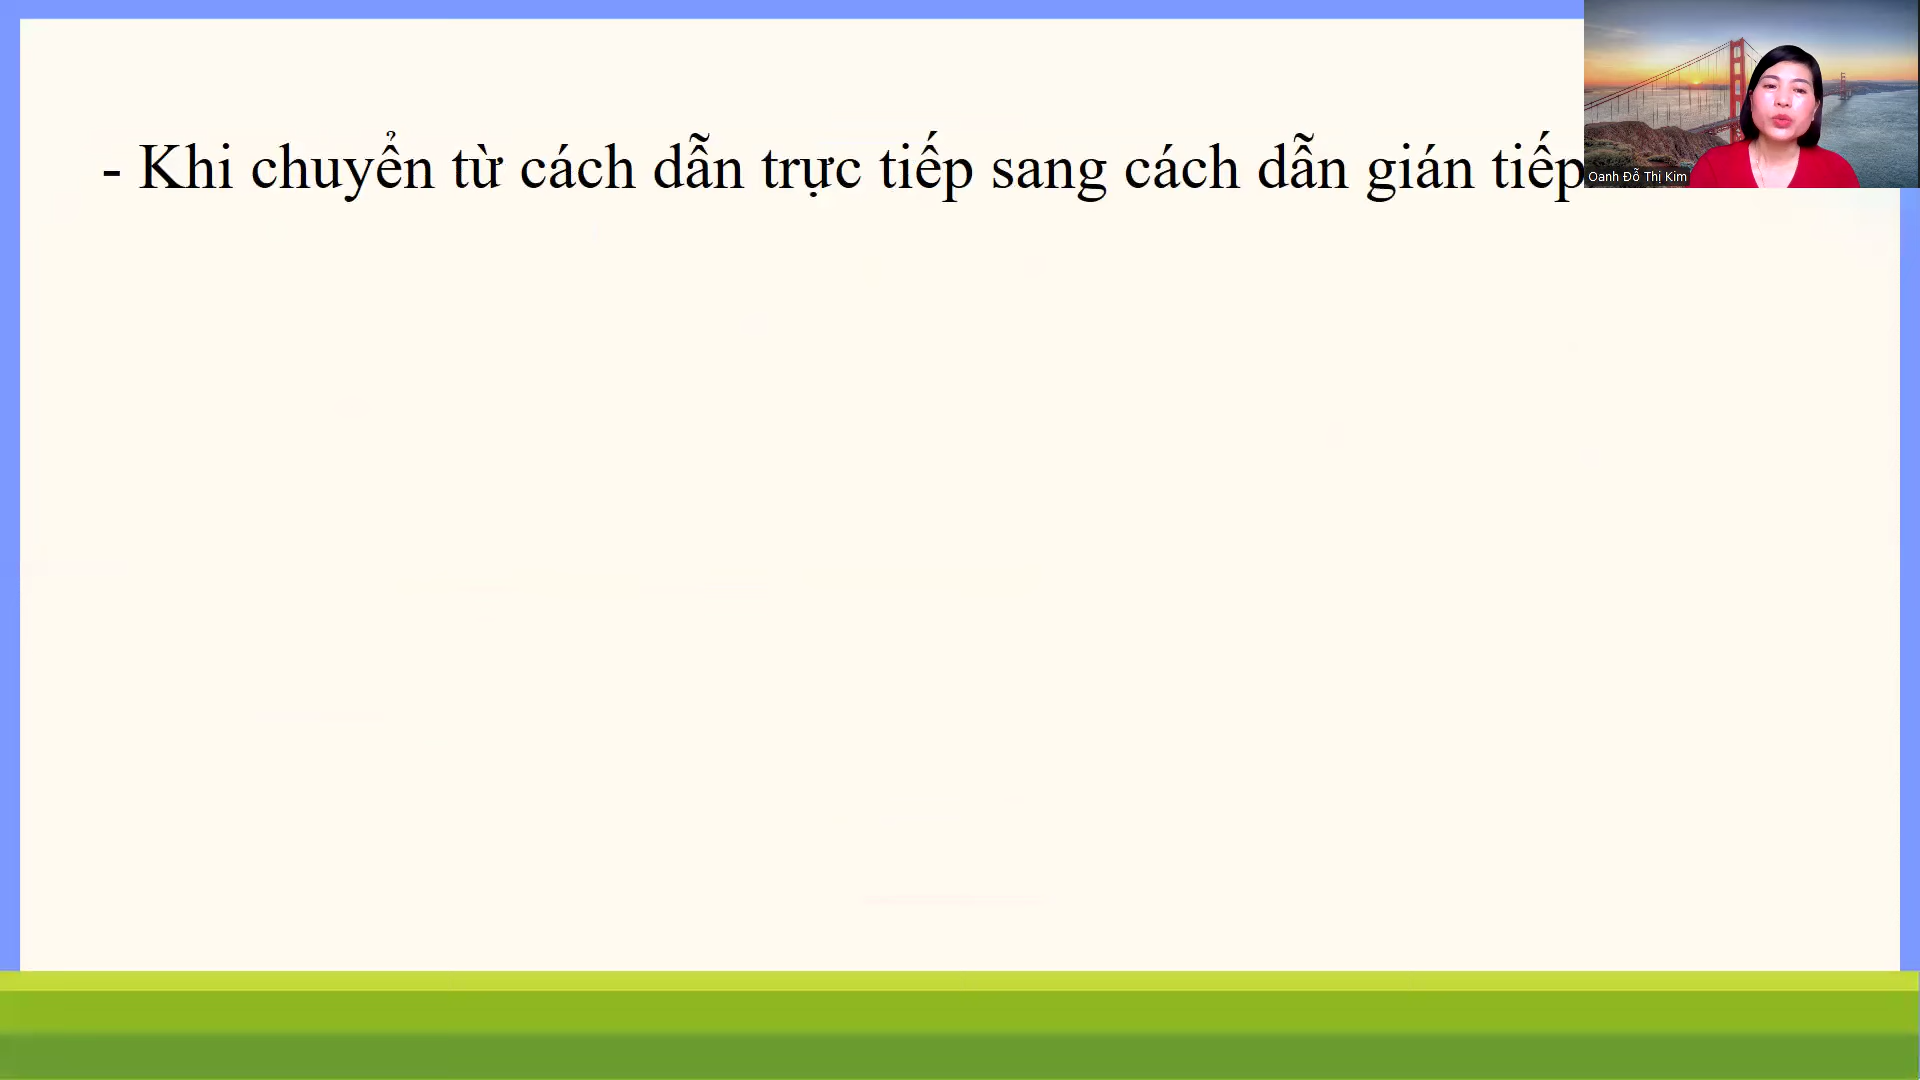 - Khi chuyển từ cách dẫn trực tiếp sang cách dẫn gián tiếp
Oanh Đỗ Thị Kim